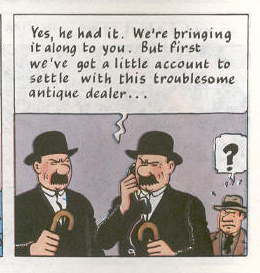 Yes, he had it. We're bringing
it along to you. But first
we've got a little account to
settle with this troublesome
antique dealer...
?